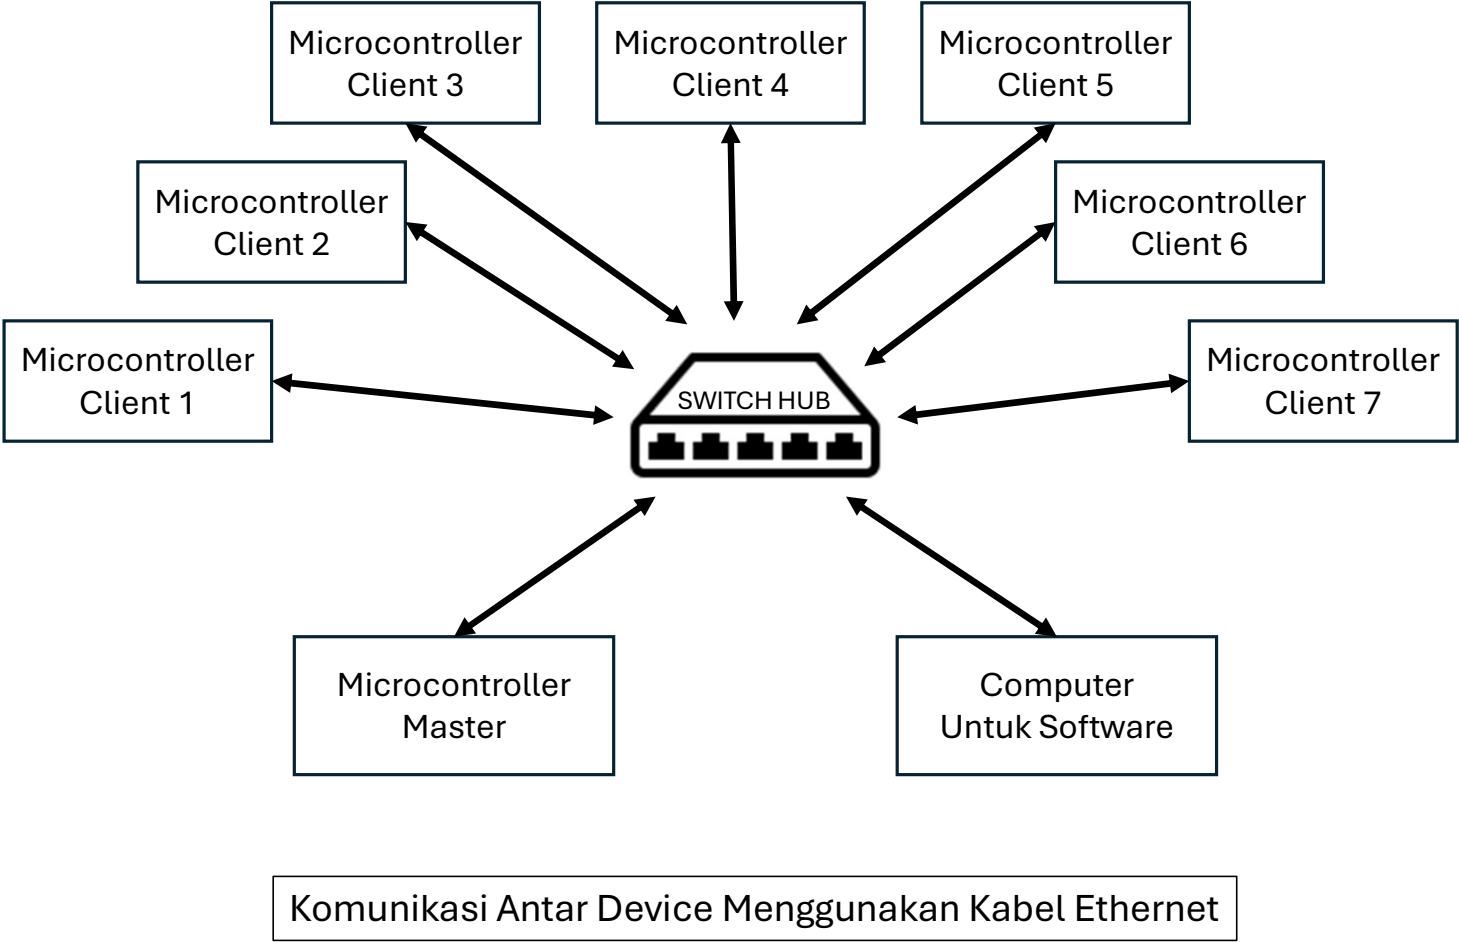 Microcontroller
Client 3
Microcontroller
Client 4
Microcontroller
Client 5
Microcontroller
Client 2
Microcontroller
Client 6
Microcontroller
Client 1
SWITCH HUB
Microcontroller
Client 7
Microcontroller
Master
Computer
Untuk Software
Komunikasi Antar Device Menggunakan Kabel Ethernet